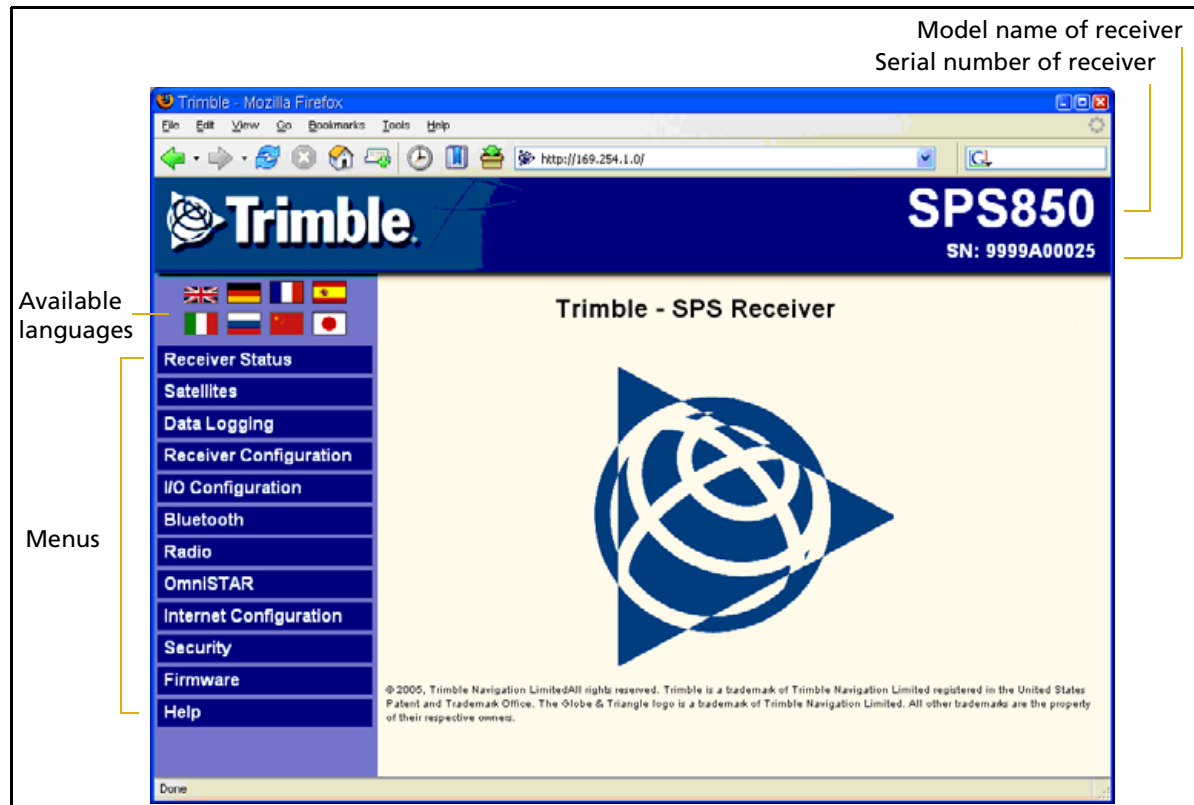 Model name of receiver
Serial number of receiver
Trimble - Mozilla Firefox
File Edit View Go Bookmarks Tools Help
http://169.254.1.0/
G
Trimble.
SPS850
SN: 9999A00025
Available
languages
Trimble - SPS Receiver
Menus
Receiver Status
Satellites
Data Logging
Receiver Configuration
I/O Configuration
Bluetooth
Radio
OmniSTAR
Internet Configuration
Security
Firmware
Help
© 2005, Trimble Navigation LimitedAll rights reserved. Trimble is a trademark of Trimble Navigation Limited registered in the United States
Patent and Trademark Office. The Globe & Triangle logo is a trademark of Trimble Navigation Limited. All other trademarks are the property
of their respective owners.
Done